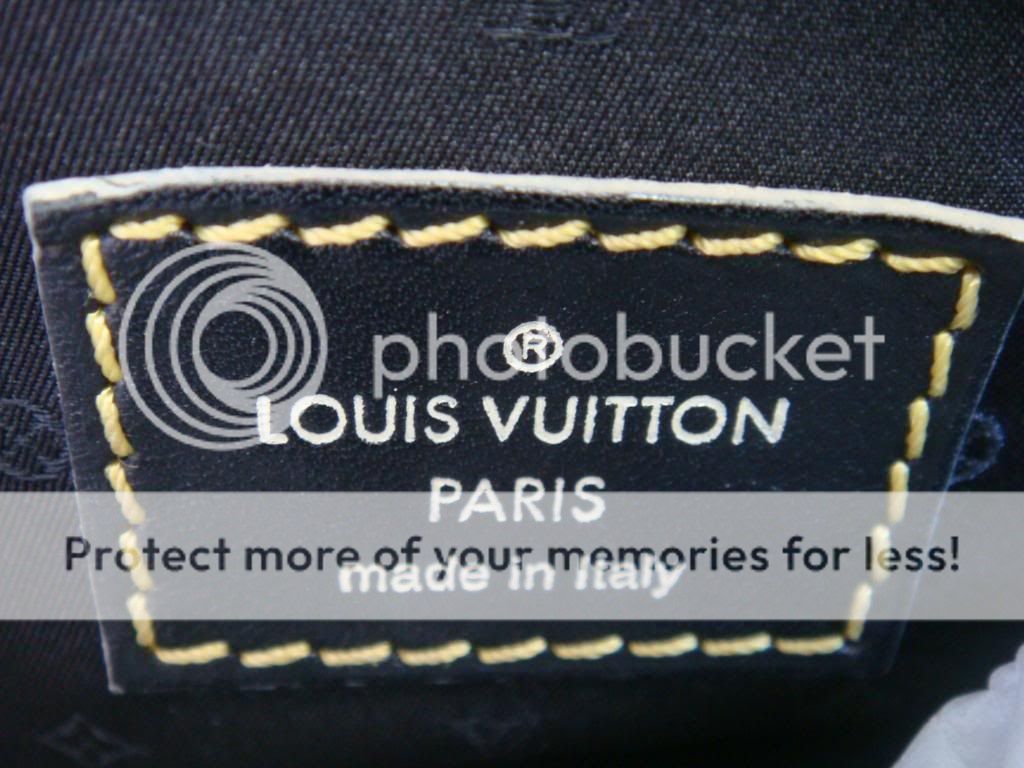 photobucket
®
LOUIS VUITTON
PARIS
Protect more of your memories for less!
made in Italy